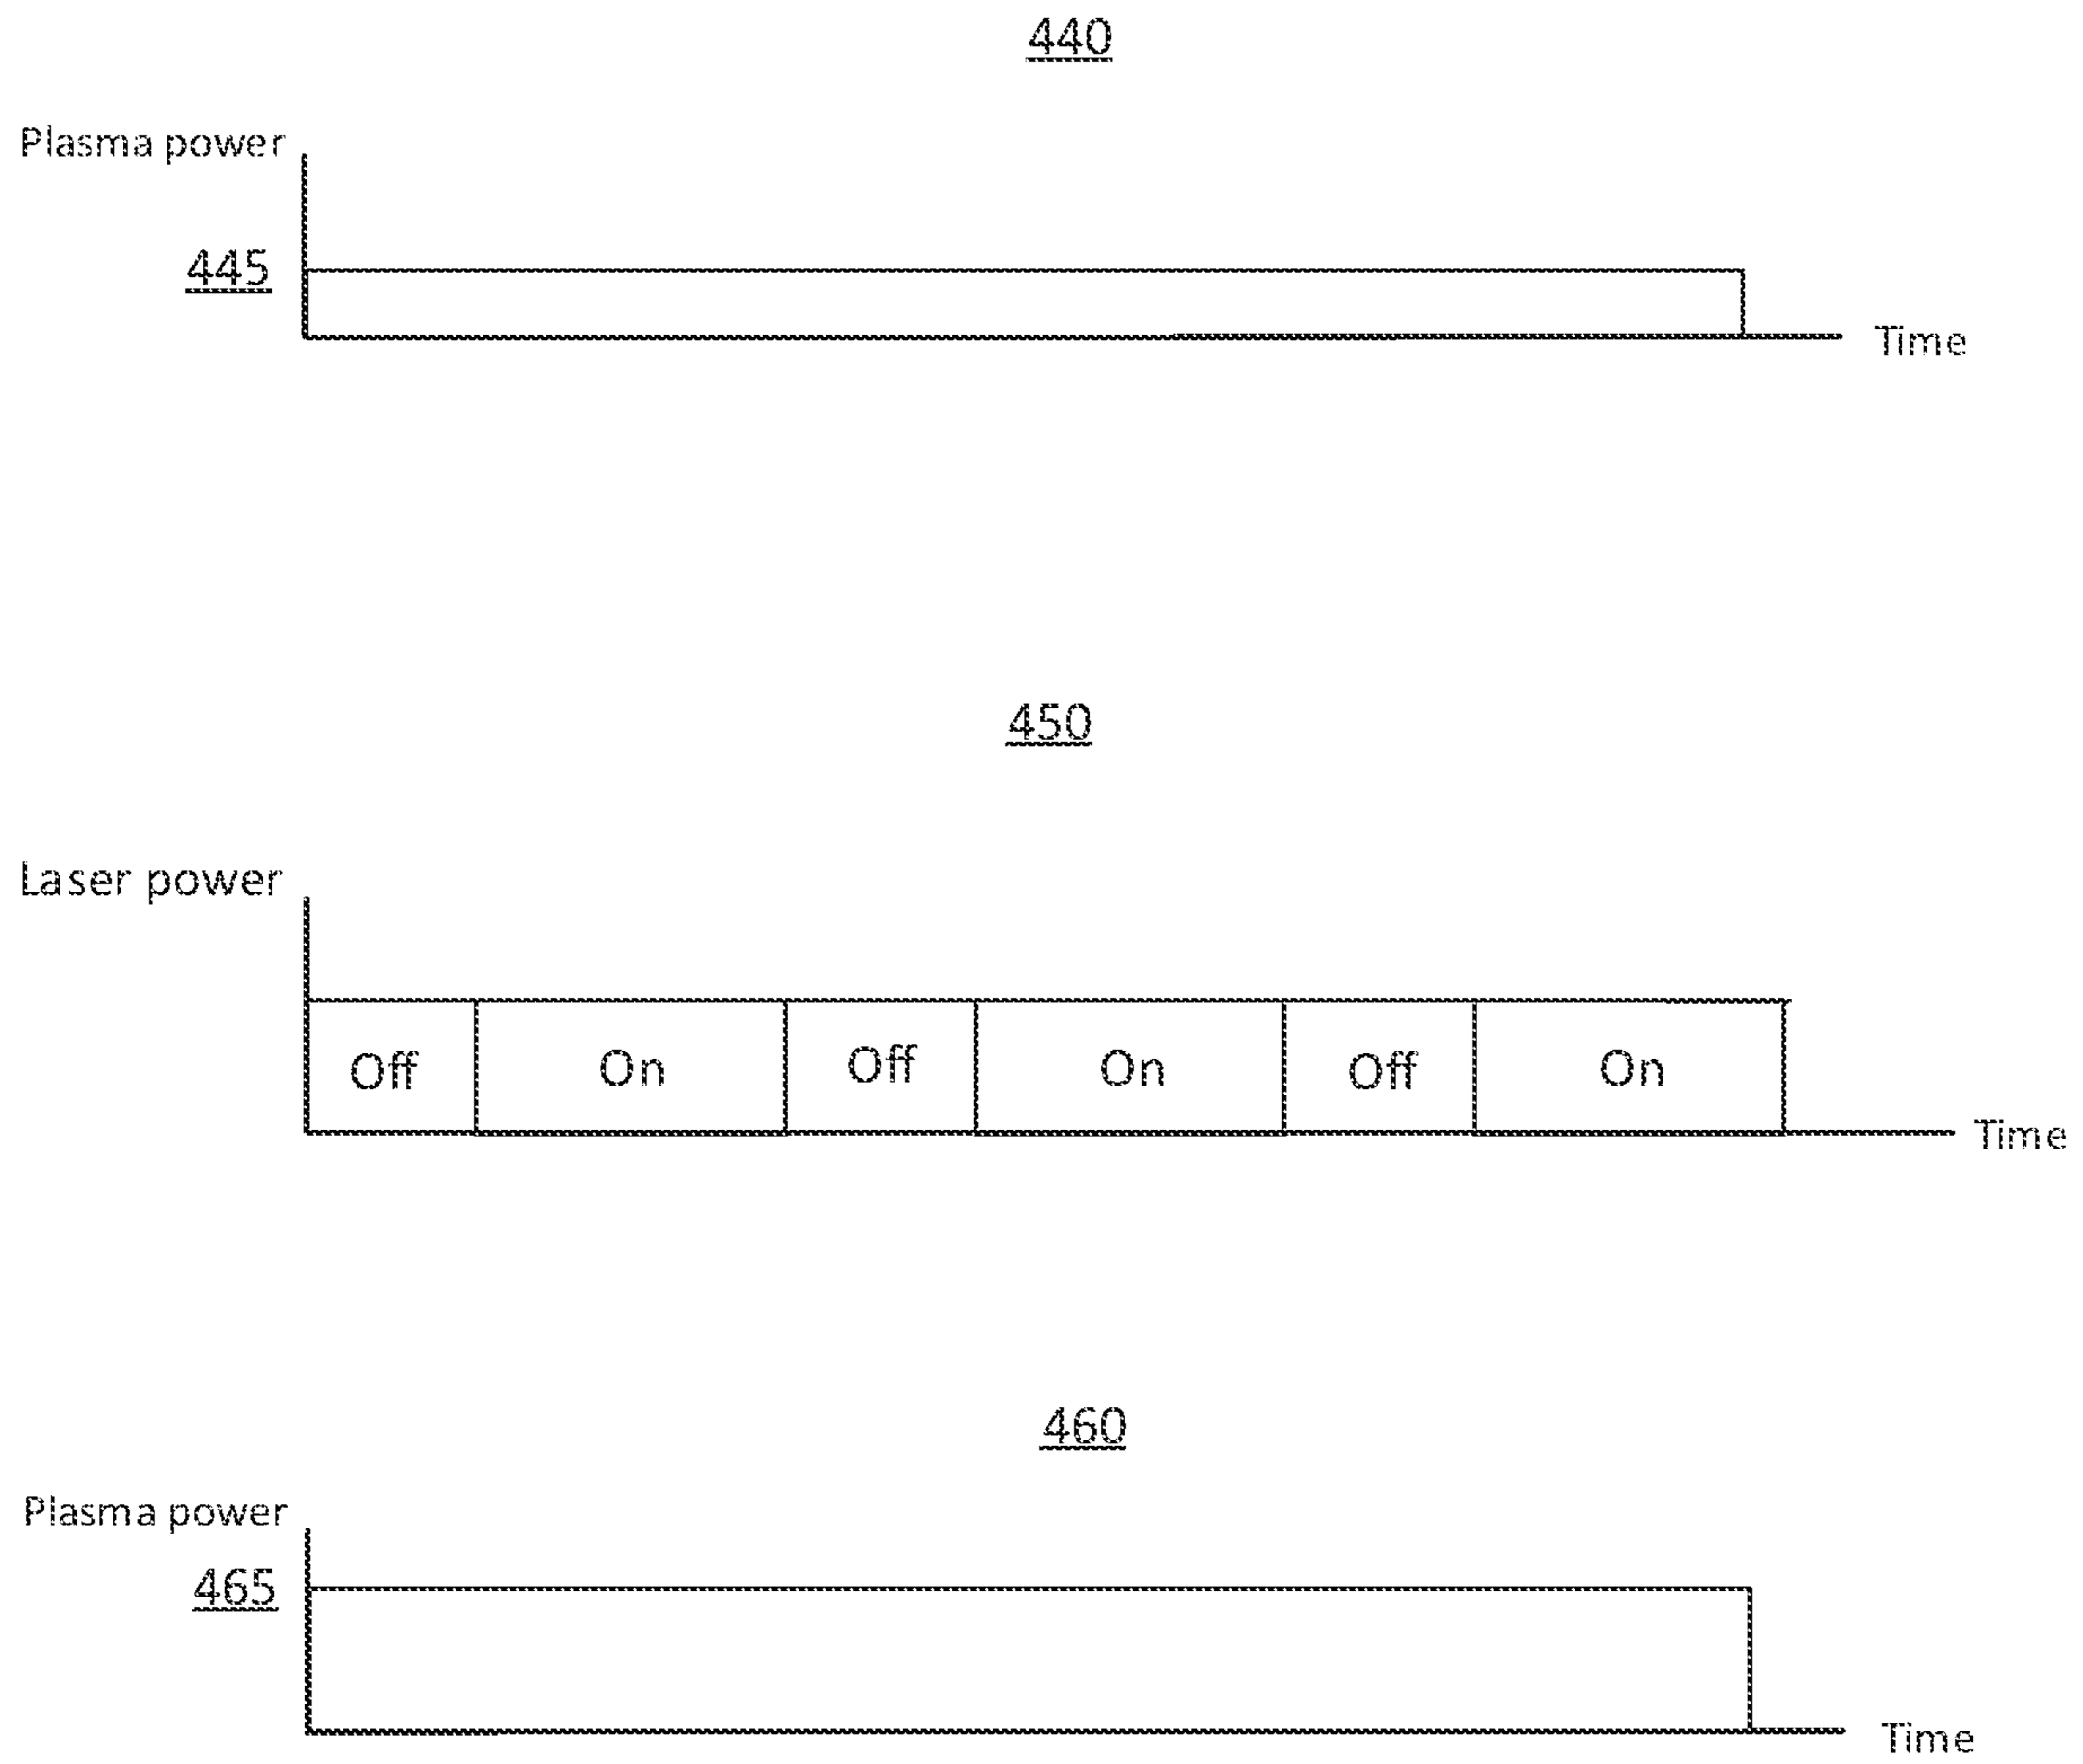 440
Plasma power
445
Time
450
Laser power
Off On Off On Off On
Time
460
Plasma power
465
Time